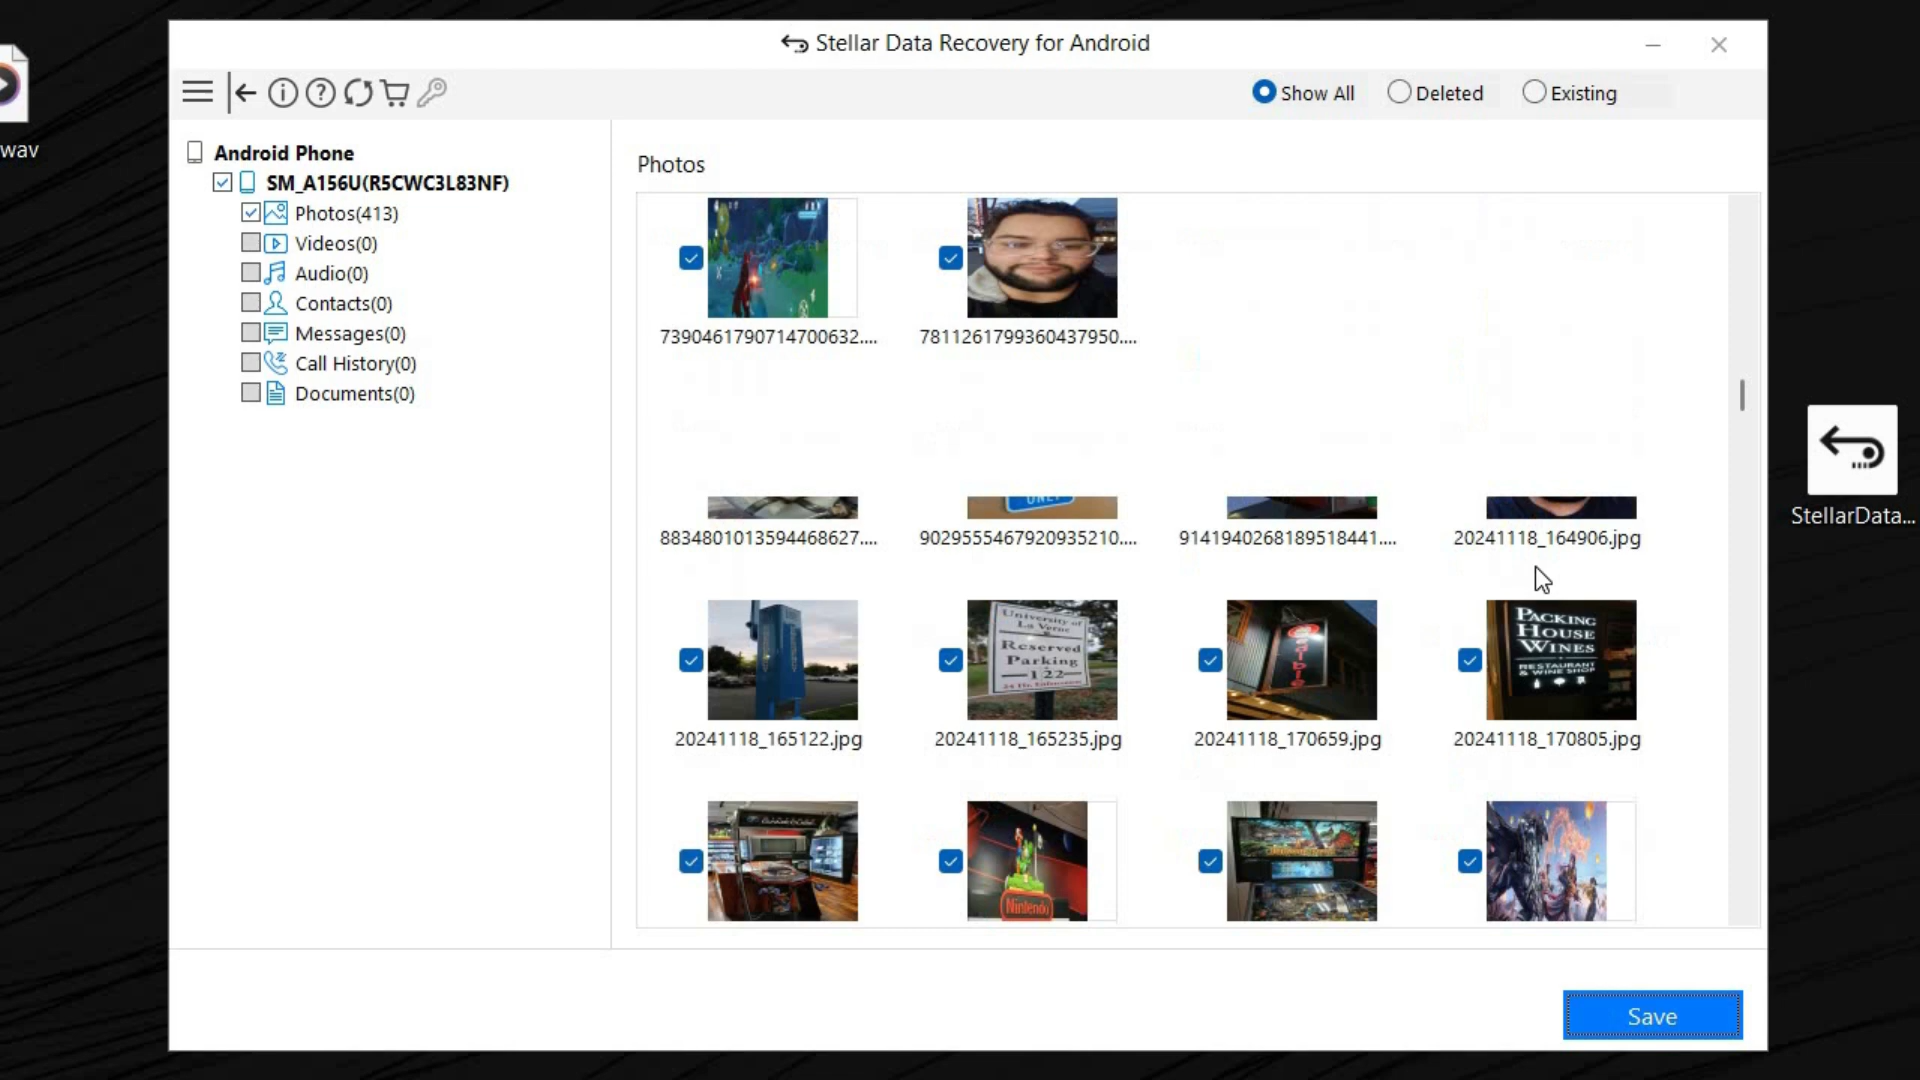 Stellar Data Recovery for Android
Show All
Deleted
Existing
wav
Android Phone
SM_A156U(R5CWC3L83NF)
Photos(413)
Videos(0)
Audio(0)
Contacts(0)
Messages(0)
Call History(0)
Documents(0)
Photos
7390461790714700632....
7811261799360437950....
ONLY
8834801013594468627....
9029555467920935210....
9141940268189518441....
20241118_164906.jpg
StellarData...
University of
La Verne
Reserved
Parking
122
PACKING
HOUSE
WINES
RESTAURANT
& WINE SHOP
20241118_165122.jpg
20241118_165235.jpg
20241118_170659.jpg
20241118_170805.jpg
Nintendo
Save